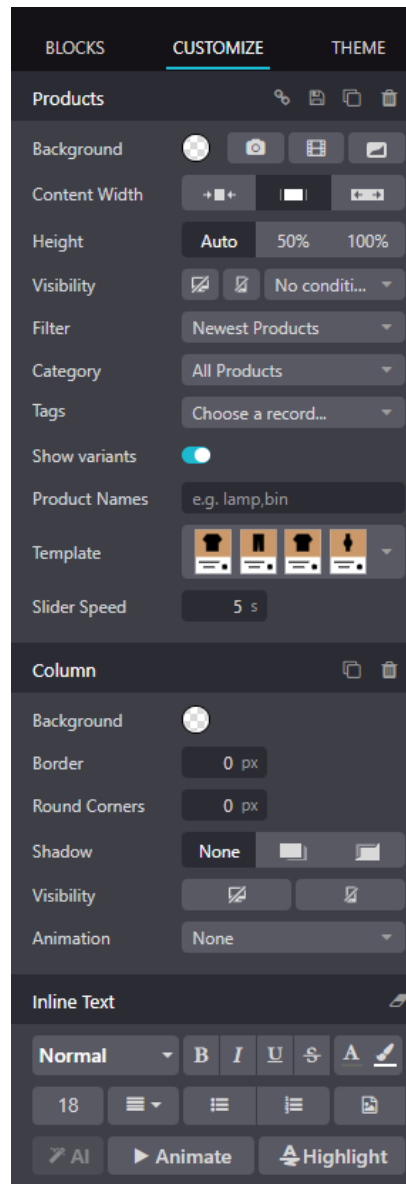 BLOCKS CUSTOMIZE THEME
Products
Background
Content Width
Height Auto 50% 100%
Visibility No conditi...
Filter Newest Products
Category All Products
Tags Choose a record...
Show variants
Product Names e.g. lamp,bin
Template
Slider Speed 5 s
Column
Background
Border 0 px
Round Corners 0 px
Shadow None
Visibility
Animation None
Inline Text
Normal B I U S A
18
AI Animate A Highlight